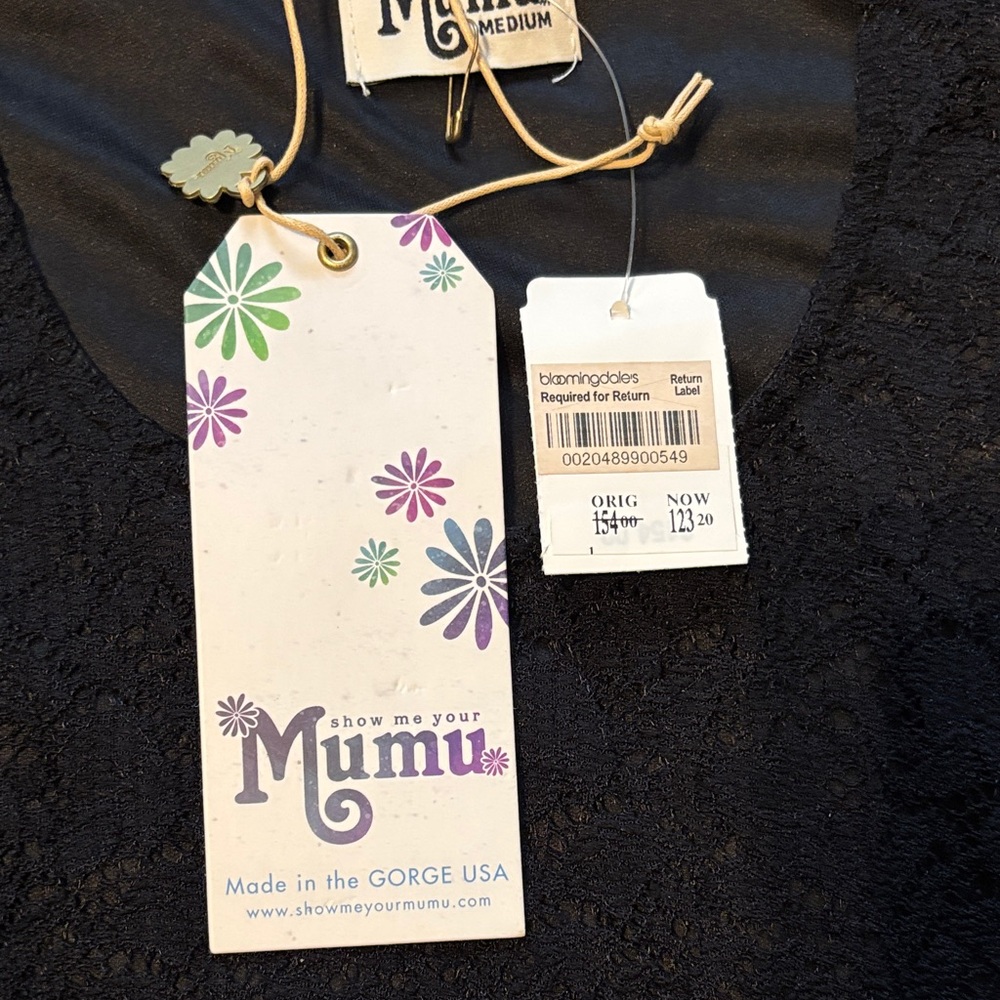 Mumu
MEDIUM
bloomingdale's
Return
Label
Required for Return
0020489900549
ORIG NOW
154 00 123 20
1
show me your
Mumu
Made in the GORGE USA
www.showmeyourmumu.com